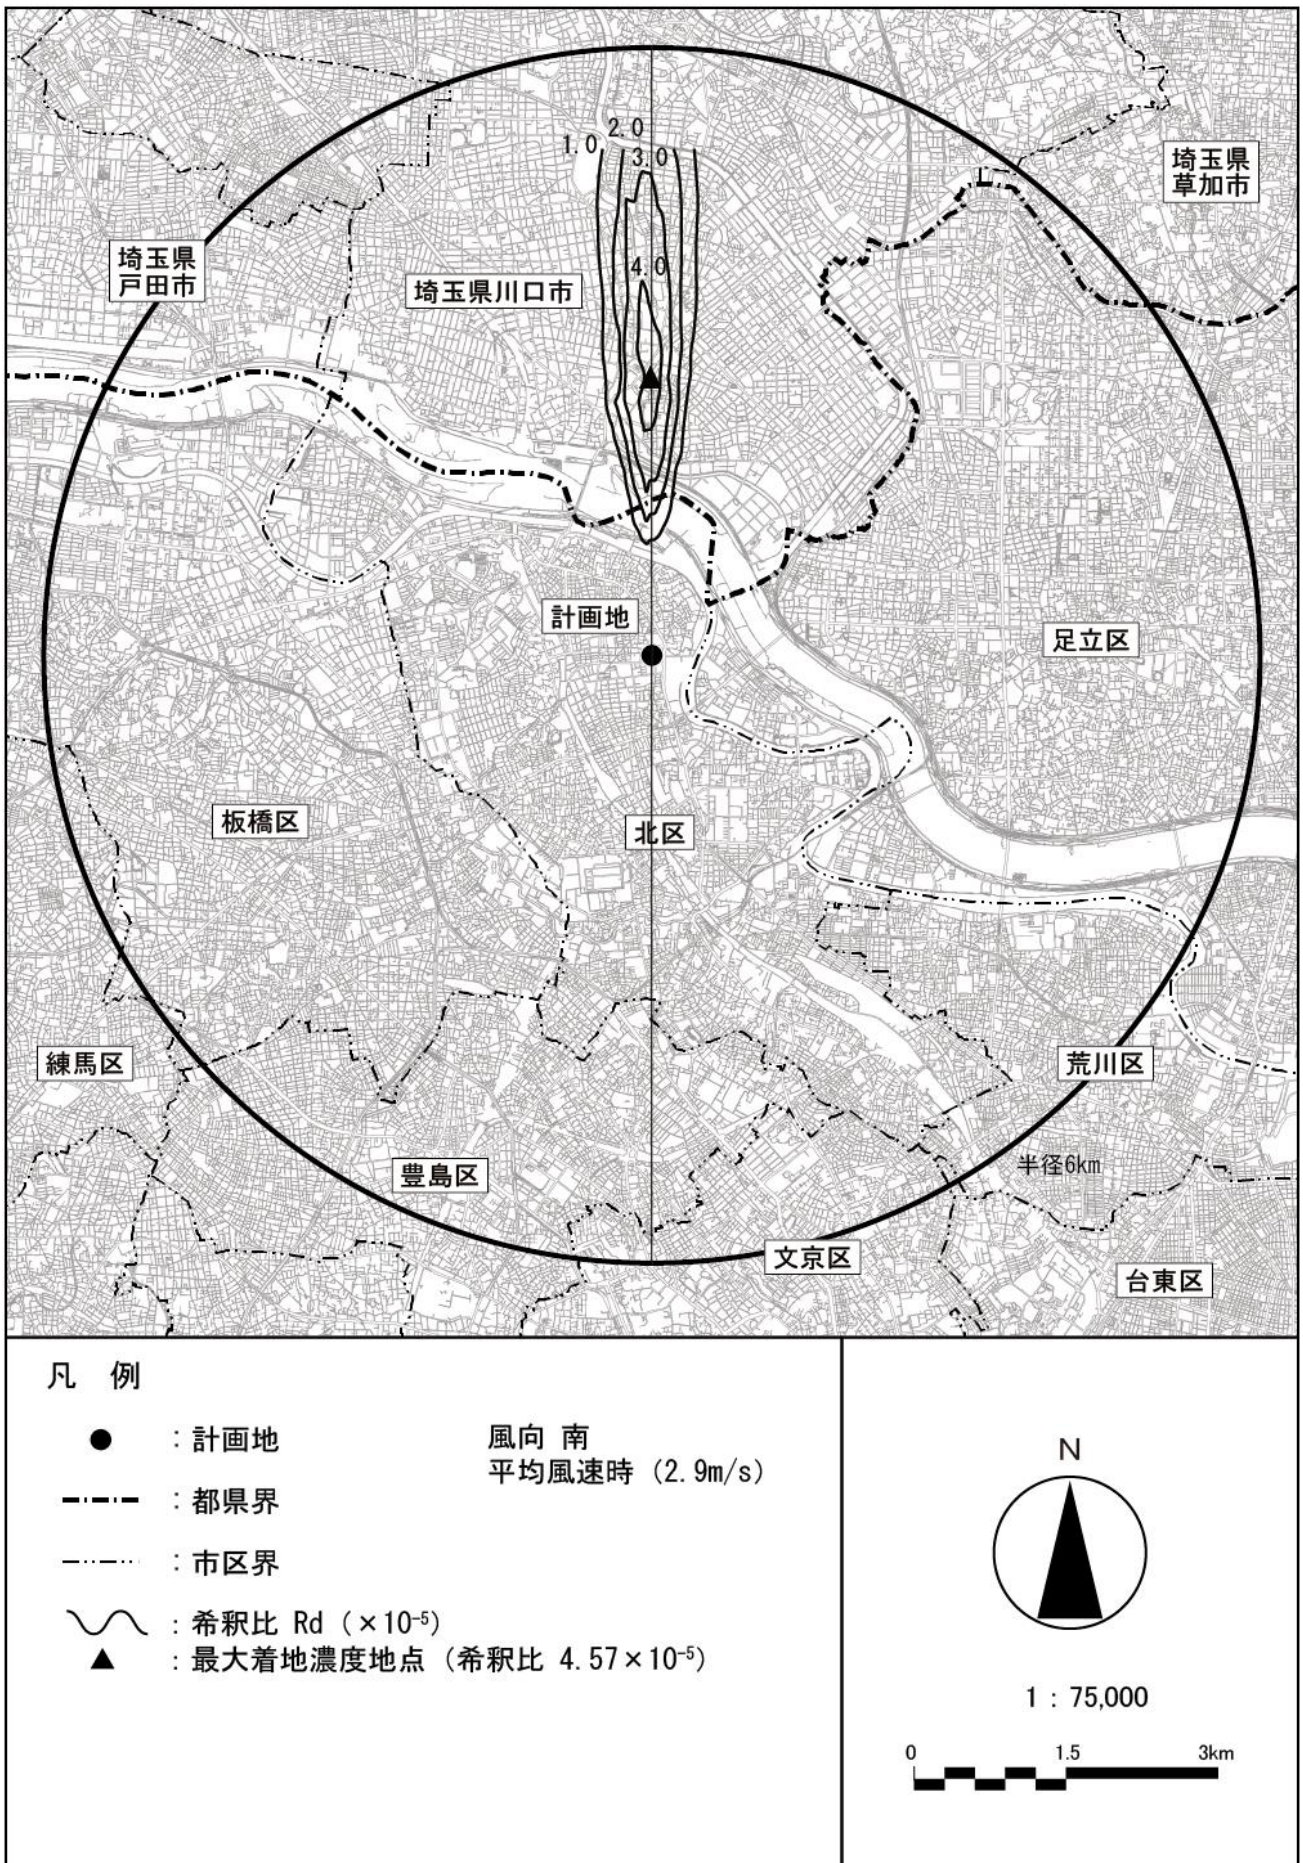 1.0
2.0
3.0
4.0
埼玉県
草加市
埼玉県
戸田市
埼玉県川口市
計画地
足立区
板橋区
北区
練馬区
荒川区
豊島区
半径6km
文京区
台東区
凡 例
● : 計画地
風向 南
平均風速時 (2.9m/s)
: 都県界
: 市区界
: 希釈比 Rd (×10⁻⁵)
▲ : 最大着地濃度地点 (希釈比 4.57×10⁻⁵)
N
1 : 75,000
0 1.5 3km